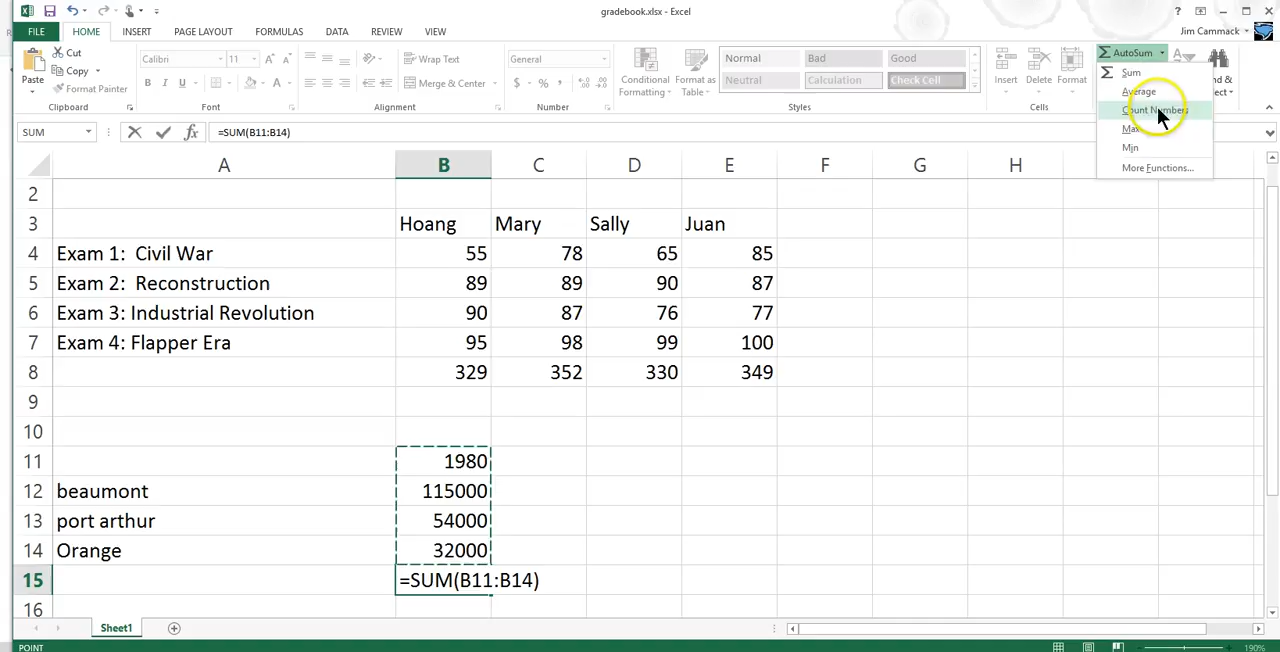 gradebook.xlsx - Excel
FILE HOME INSERT PAGE LAYOUT FORMULAS DATA REVIEW VIEW Jim Cammack
Paste
Cut
Copy
Format Painter
Clipboard
Calibri 11
B I U
Font
Wrap Text
Merge & Center
Alignment
General
$ % ,
Number
Conditional Formatting
Format as Table
Normal Bad Good
Neutral Calculation Check Cell
Styles
Insert Delete Format
Cells
AutoSum
Sum
Average
Count Numbers
Max
Min
More Functions...
SUM =SUM(B11:B14)
A B C D E F G H
2
3 Hoang Mary Sally Juan
4 Exam 1: Civil War 55 78 65 85
5 Exam 2: Reconstruction 89 89 90 87
6 Exam 3: Industrial Revolution 90 87 76 77
7 Exam 4: Flapper Era 95 98 99 100
8 329 352 330 349
9
10
11 1980
12 beaumont 115000
13 port arthur 54000
14 Orange 32000
15 =SUM(B11:B14)
16
Sheet1
POINT 190%